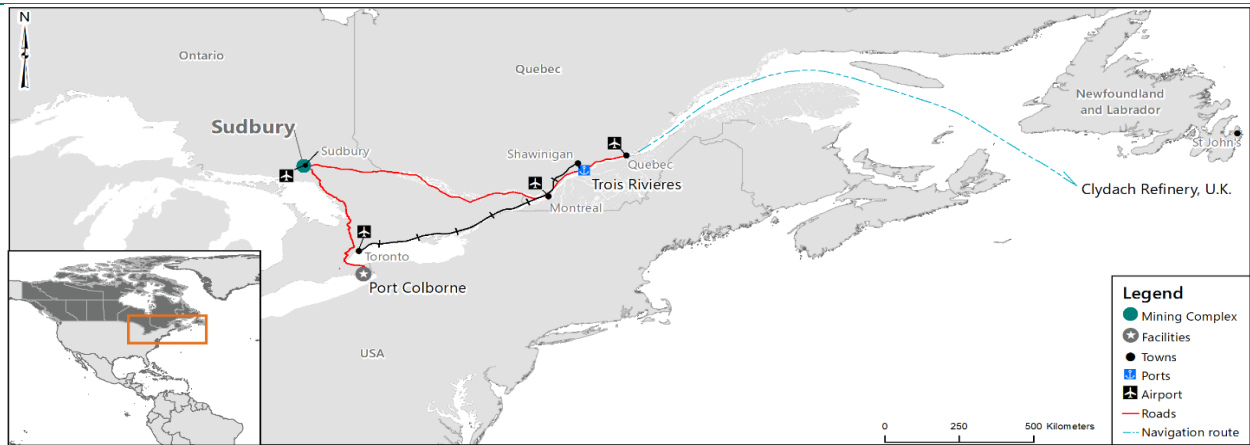 N
Ontario
Quebec
Newfoundland
and Labrador
Sudbury
Sudbury
Shawinigan
Quebec
St John's
Trois Rivieres
Clydach Refinery, U.K.
Montreal
Toronto
Port Colborne
USA
Legend
Mining Complex
Facilities
Towns
Ports
Airport
Roads
Navigation route
0 250 500 Kilometers